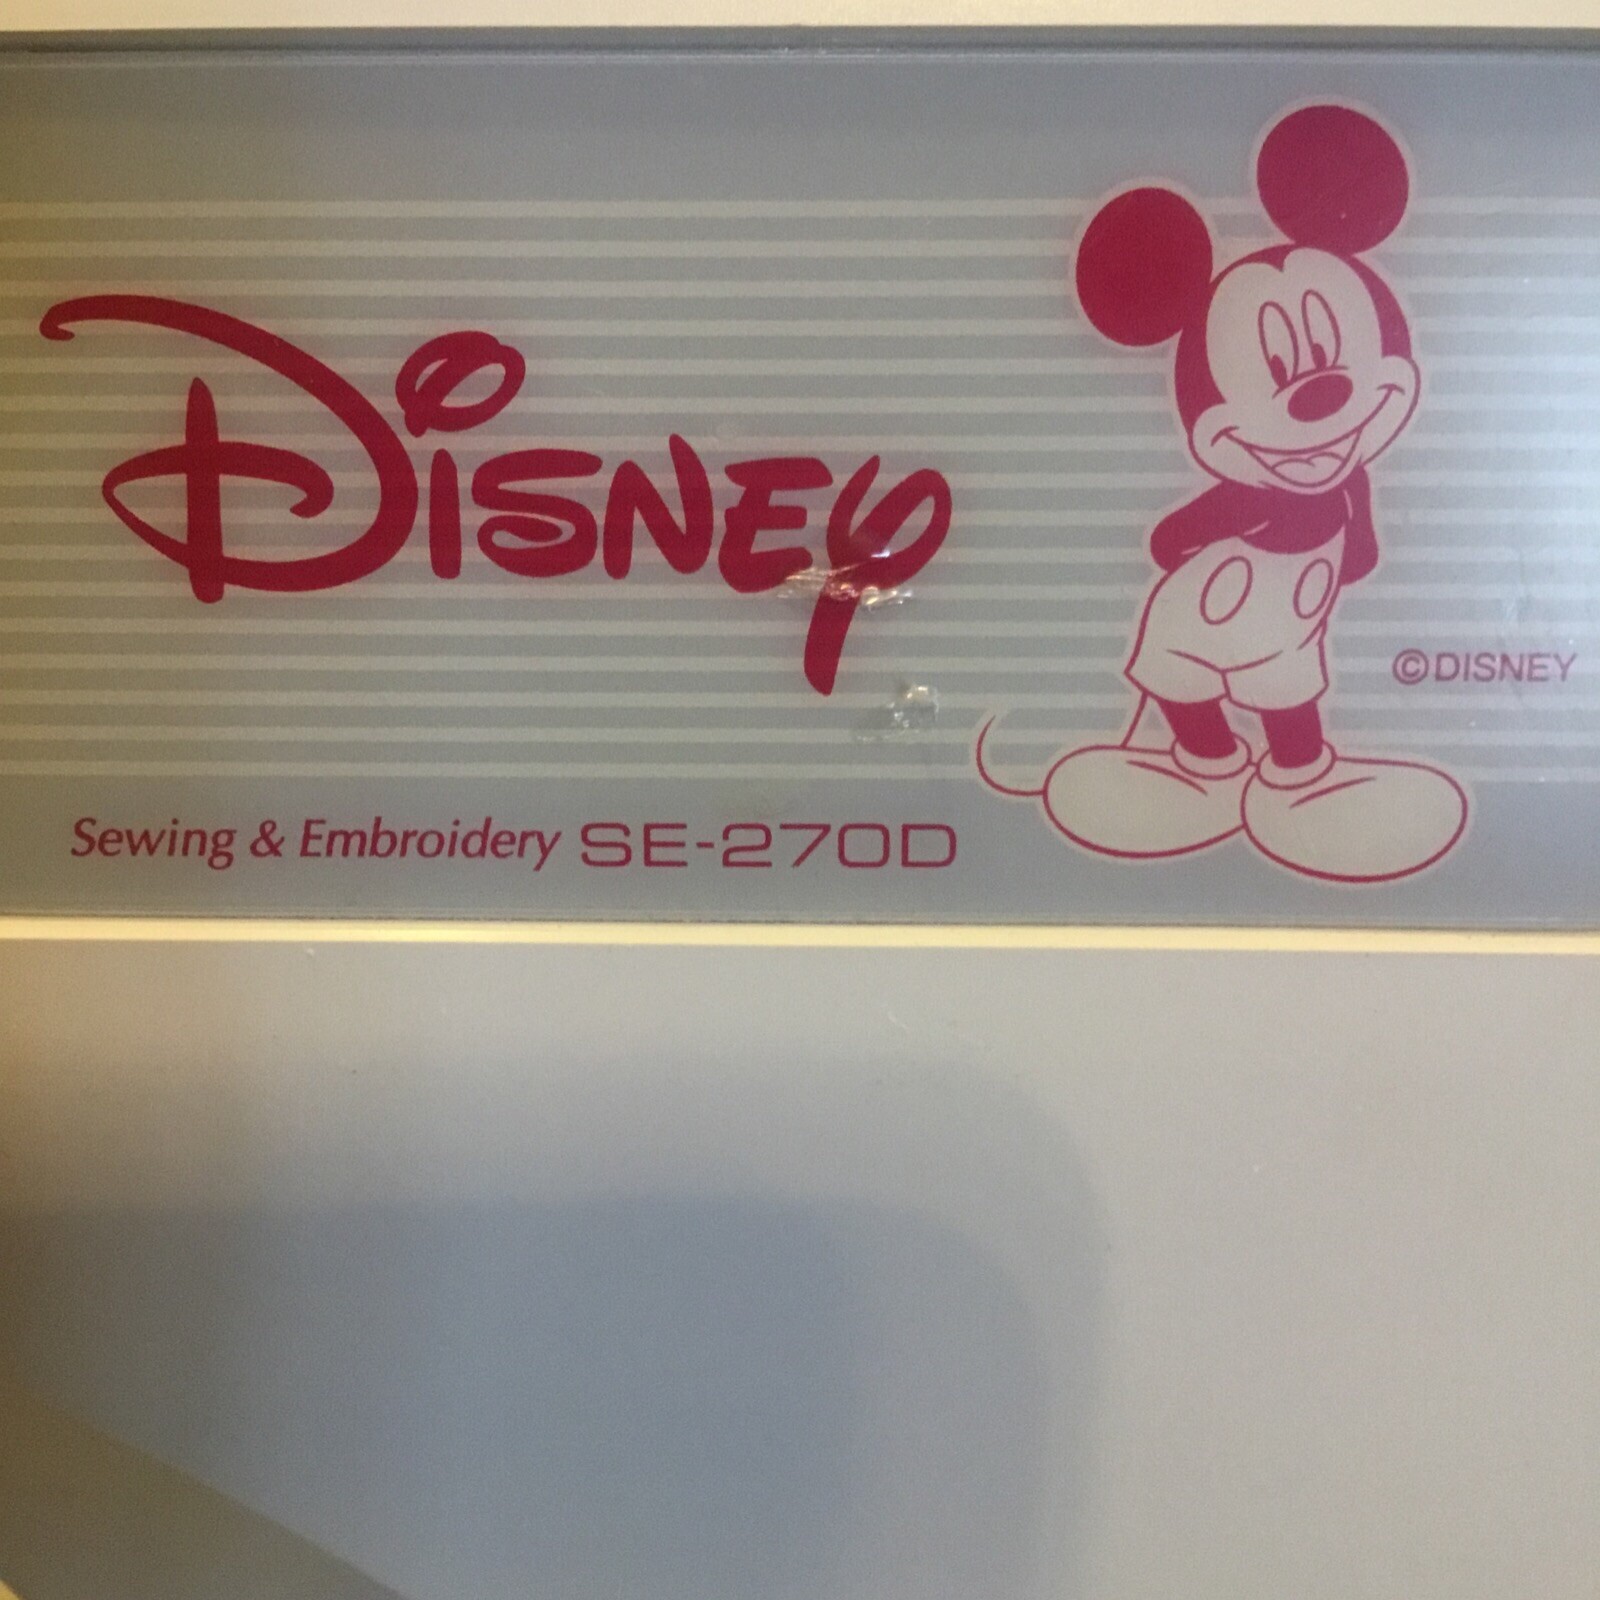 Disney
©DISNEY
Sewing & Embroidery SE-270D